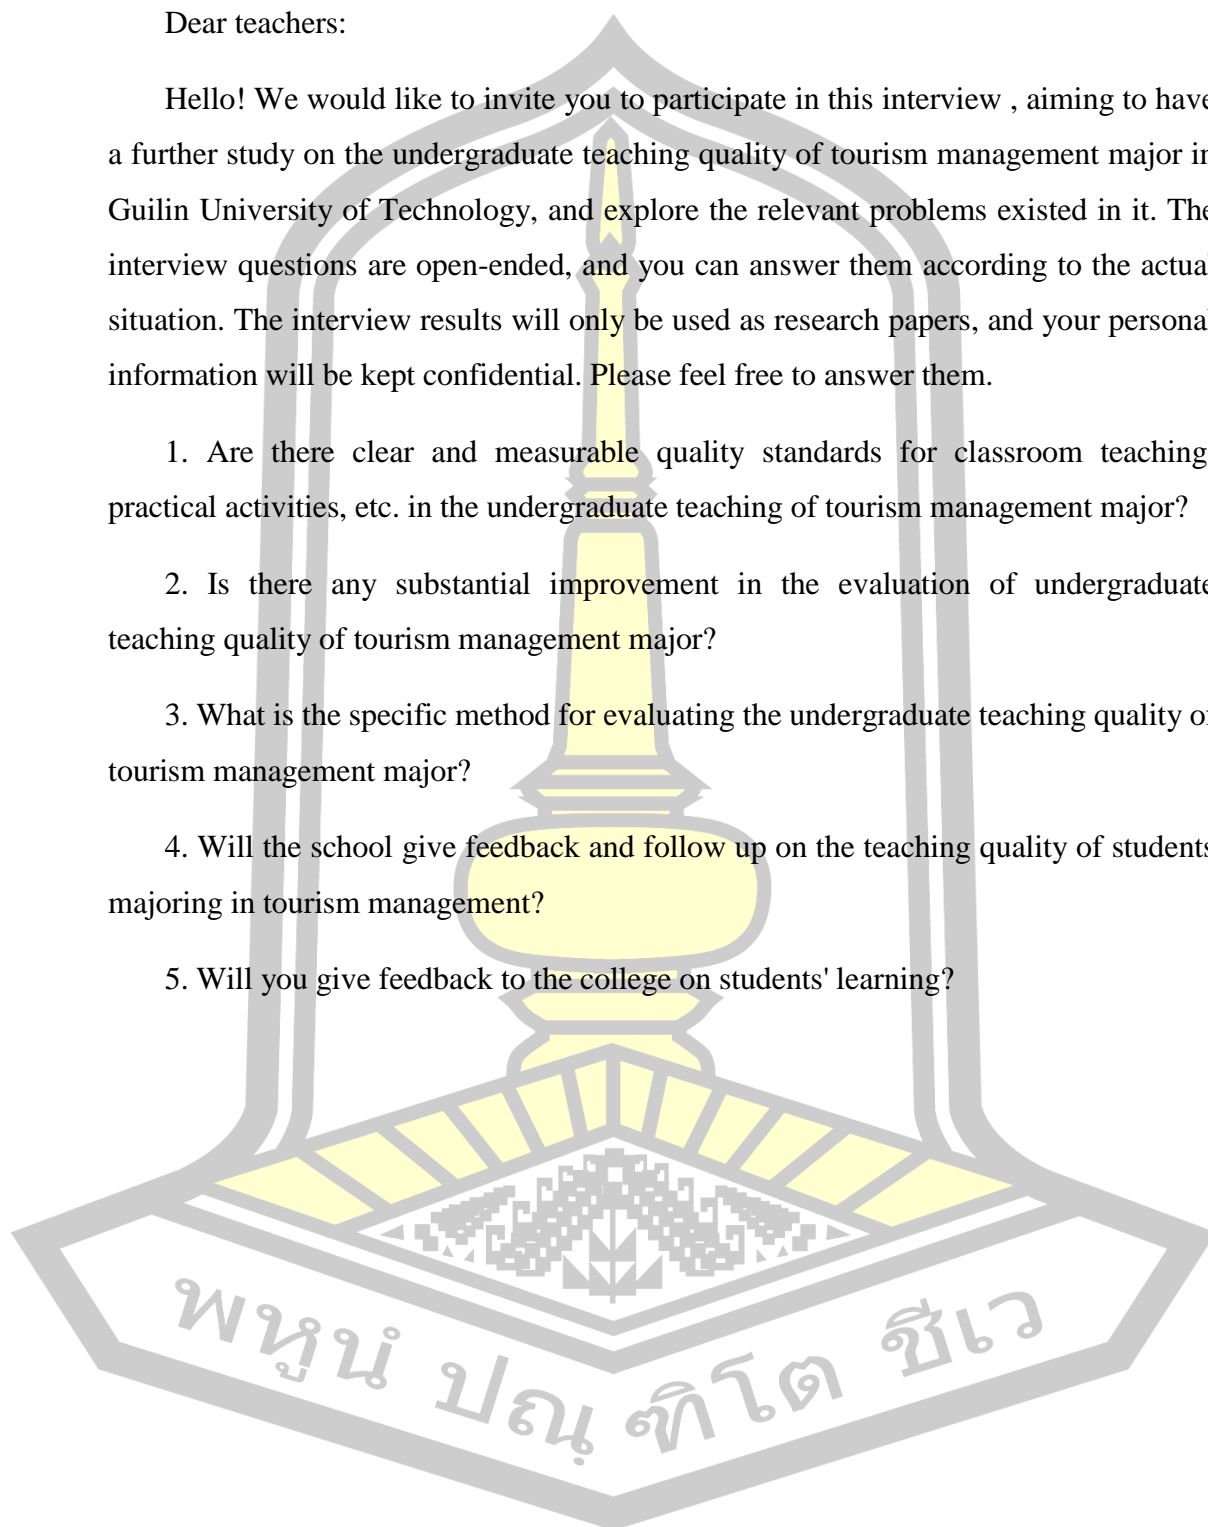 Dear teachers:
Hello! We would like to invite you to participate in this interview , aiming to have
a further study on the undergraduate teaching quality of tourism management major in
Guilin University of Technology, and explore the relevant problems existed in it. The
interview questions are open-ended, and you can answer them according to the actual
situation. The interview results will only be used as research papers, and your personal
information will be kept confidential. Please feel free to answer them.
1. Are there clear and measurable quality standards for classroom teaching
practical activities, etc. in the undergraduate teaching of tourism management major?
2. Is there any substantial improvement in the evaluation of undergraduate
teaching quality of tourism management major?
3. What is the specific method for evaluating the undergraduate teaching quality of
tourism management major?
4. Will the school give feedback and follow up on the teaching quality of students
majoring in tourism management?
5. Will you give feedback to the college on students' learning?
พหูนํ ปณฺฑิโต ชีเว